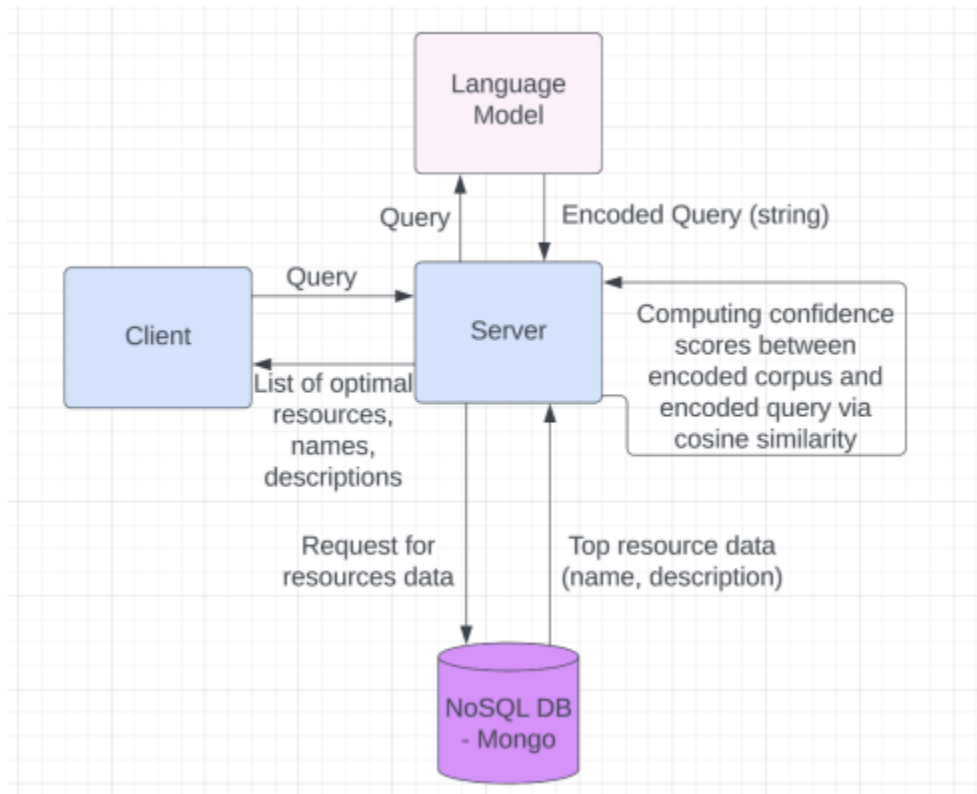 Language
Model
Query
Encoded Query (string)
Query
Client
Server
Computing confidence
scores between
encoded corpus and
encoded query via
cosine similarity
List of optimal
resources,
names,
descriptions
Request for
resources data
Top resource data
(name, description)
NoSQL DB
- Mongo